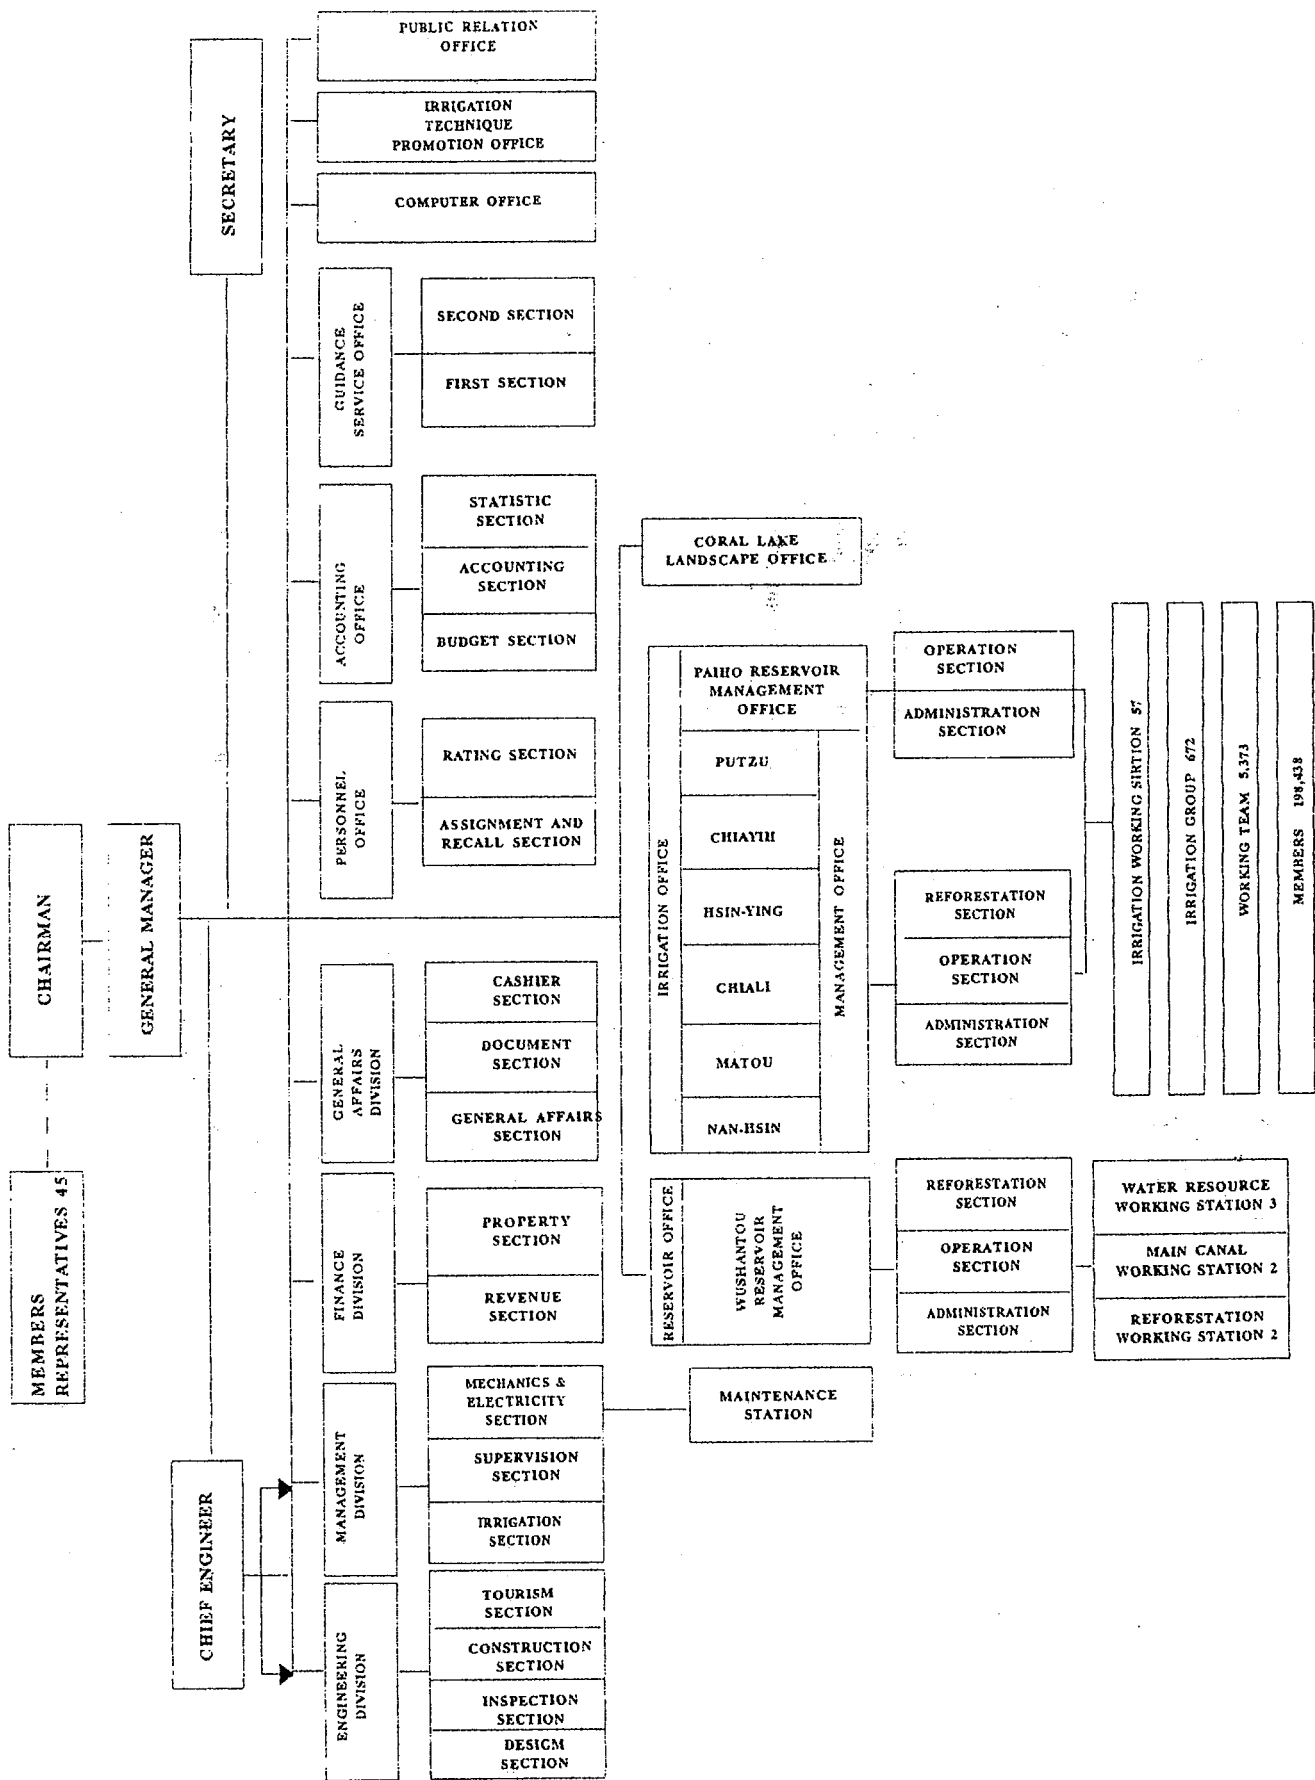 MEMBERS
REPRESENTATIVES 45
CHAIRMAN
GENERAL MANAGER
CHIEF ENGINEER
SECRETARY
ENGINEERING
DIVISION
MANAGEMENT
DIVISION
FINANCE
DIVISION
GENERAL
AFFAIRS
DIVISION
PERSONNEL
OFFICE
ACCOUNTING
OFFICE
GUIDANCE
SERVICE OFFICE
COMPUTER OFFICE
IRRIGATION
TECHNIQUE
PROMOTION OFFICE
PUBLIC RELATION
OFFICE
DESIGM
SECTION
INSPECTION
SECTION
CONSTRUCTION
SECTION
TOURISM
SECTION
IRRIGATION
SECTION
SUPERVISION
SECTION
MECHANICS &
ELECTRICITY
SECTION
REVENUE
SECTION
PROPERTY
SECTION
GENERAL AFFAIRS
SECTION
DOCUMENT
SECTION
CASHIER
SECTION
ASSIGNMENT AND
RECALL SECTION
RATING SECTION
BUDGET SECTION
ACCOUNTING
SECTION
STATISTIC
SECTION
FIRST SECTION
SECOND SECTION
MAINTENANCE
STATION
RESERVOIR OFFICE
WUSHANTOU
RESERVOIR
MANAGEMENT
OFFICE
IRRIGATION OFFICE
NAN-HSIN
MATOU
CHIALI
HSIN-YING
CHIAYIH
PUTZU
MANAGEMENT OFFICE
PAIHO RESERVOIR
MANAGEMENT
OFFICE
CORAL LAKE
LANDSCAPE OFFICE
ADMINISTRATION
SECTION
OPERATION
SECTION
REFORESTATION
SECTION
ADMINISTRATION
SECTION
OPERATION
SECTION
REFORESTATION
SECTION
ADMINISTRATION
SECTION
OPERATION
SECTION
REFORESTATION
WORKING STATION 2
MAIN CANAL
WORKING STATION 2
WATER RESOURCE
WORKING STATION 3
IRRIGATION WORKING SIRTION 57
IRRIGATION GROUP 672
WORKING TEAM 5,373
MEMBERS 198,438